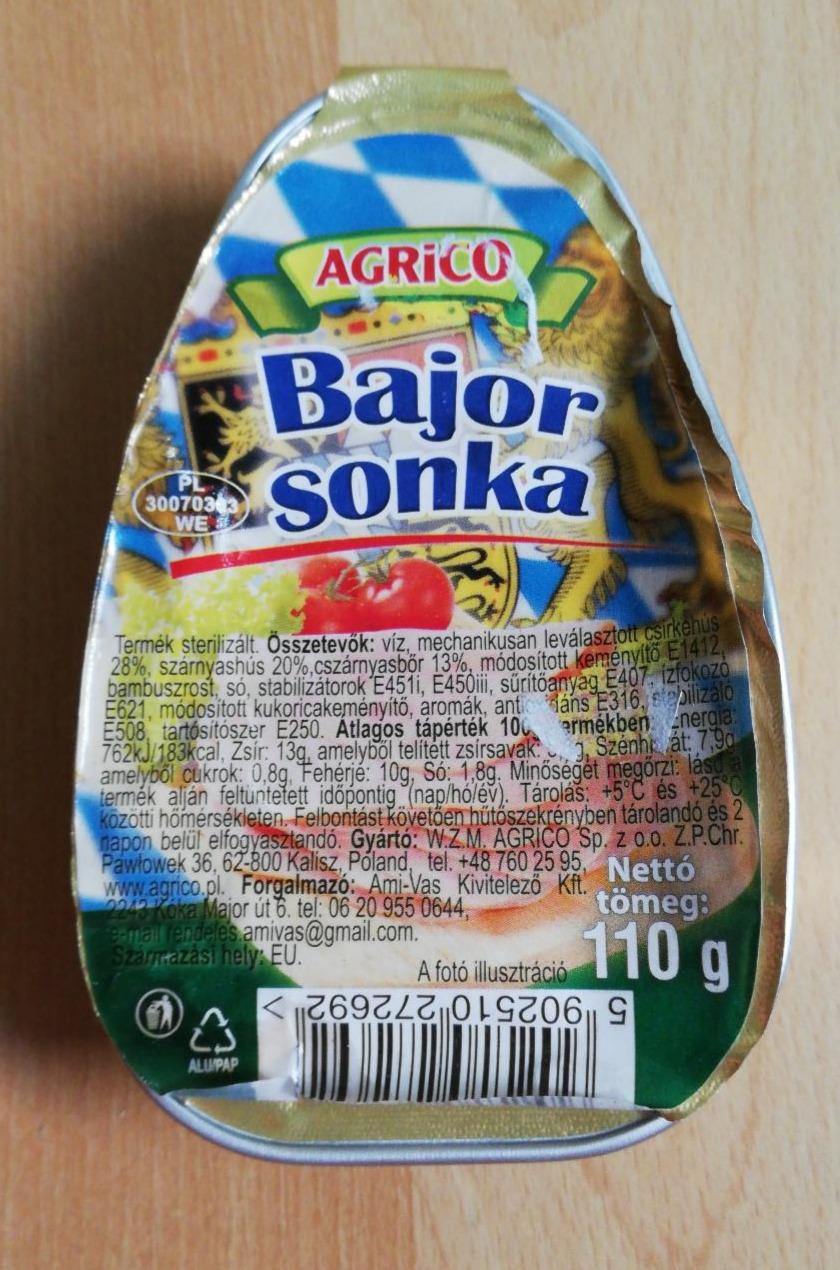 AGRiCO
Bajor
sonka
PL
WE
Termék sterilizált. Összetevők: víz, mechanikusan leválasztott csirkehús
28%, szárnyashús 20%,cszárnyasbőr 13%, módosított keményítő E1412,
bambuszrost, só, stabilizátorok E451i, E450iii, sűrítőanyag E407, ízfokozó
E621, módosított kukoricakeményítő, aromák, E316, stabilizáló
E508, tartósítószer E250. Átlagos tápérték termékben Energia:
762kJ/183kcal, Zsír: 13g, amelyből telített zsírsavak: 7,9g
amelyből cukrok: 0,8g, Fehérje: 10g, Só: 1,8g. Minőségét megőrzi: lásd a
termék alján feltüntetett időpontig (nap/hó/év). Tárolás: +5°C és +25°C
közötti hőmérsékleten. Felbontást követően hűtőszekrényben tárolandó és 2
napon belül elfogyasztandó. Gyártó: W.Z.M. AGRICO Sp. z o.o. Z.P.Chr.
Pawłowek 36, 62-800 Kalisz, Poland, tel. +48 760 25 95,
www.agrico.pl. Forgalmazó: Ami-Vas Kivitelező Kft.
2243 Kóka Major út 6. tel: 06 20 955 0644,
e-mail rendeles.amivas@gmail.com.
Származási hely: EU.
Nettó
tömeg:
110 g
A fotó illusztráció
ALU/PAP
5 902510 272692 >